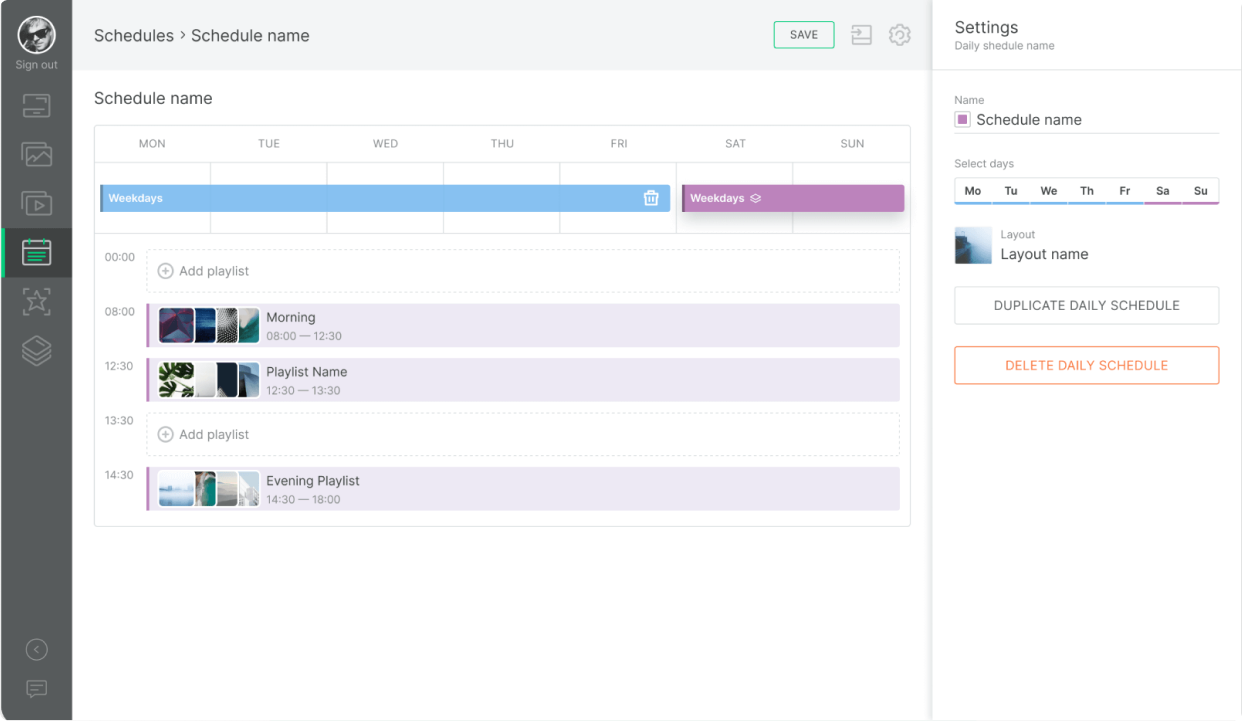 Sign out
Schedules > Schedule name
SAVE
Schedule name
MON TUE WED THU FRI SAT SUN
Weekdays Weekdays
00:00 Add playlist
08:00 Morning
08:00 — 12:30
12:30 Playlist Name
12:30 — 13:30
13:30 Add playlist
14:30 Evening Playlist
14:30 — 18:00
Settings
Daily shedule name
Name
Schedule name
Select days
Mo Tu We Th Fr Sa Su
Layout
Layout name
DUPLICATE DAILY SCHEDULE
DELETE DAILY SCHEDULE